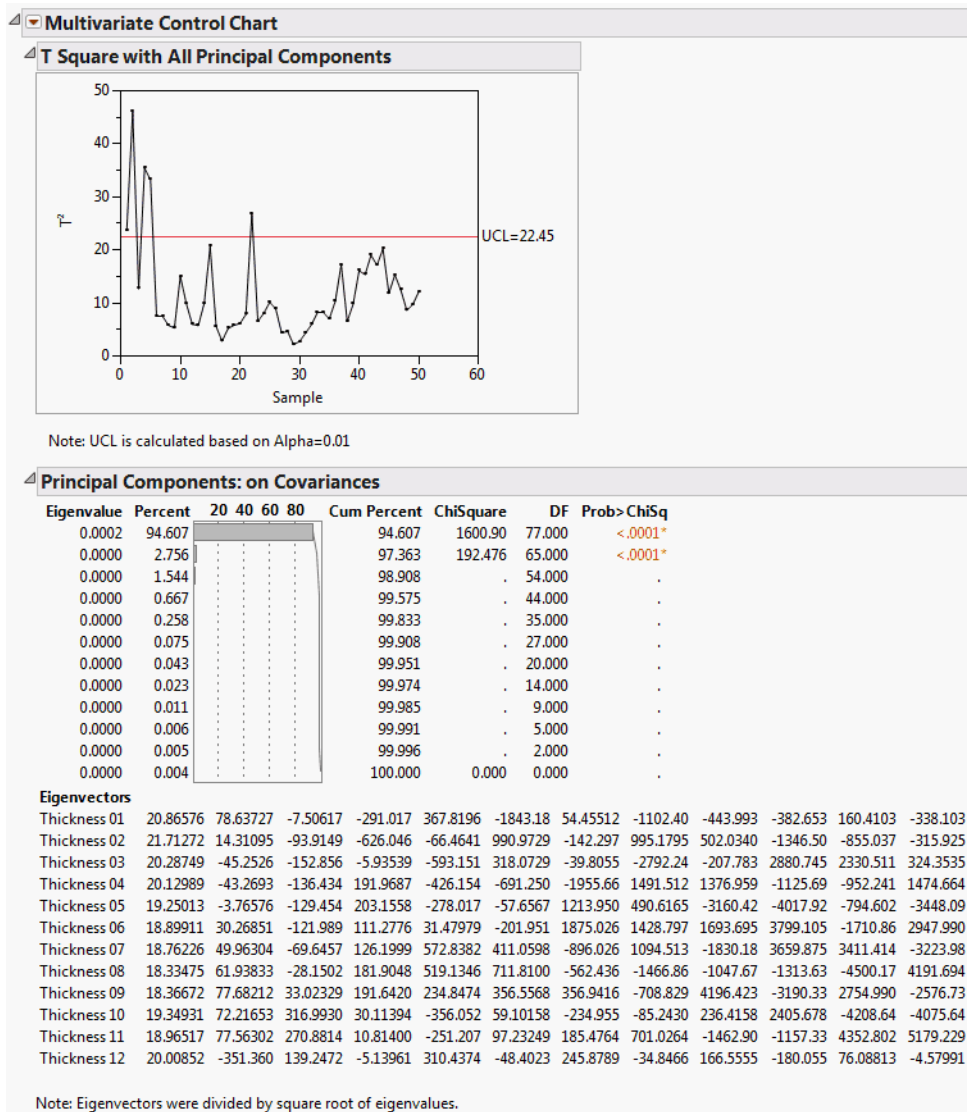 Multivariate Control Chart
T Square with All Principal Components
50
40
30
20
10
0
T²
UCL=22.45
0 10 20 30 40 50 60
Sample
Note: UCL is calculated based on Alpha=0.01
Principal Components: on Covariances
Eigenvalue Percent 20 40 60 80 Cum Percent ChiSquare DF Prob>ChiSq
0.0002 94.607 94.607 1600.90 77.000 <.0001*
0.0000 2.756 97.363 192.476 65.000 <.0001*
0.0000 1.544 98.908 . 54.000 .
0.0000 0.667 99.575 . 44.000 .
0.0000 0.258 99.833 . 35.000 .
0.0000 0.075 99.908 . 27.000 .
0.0000 0.043 99.951 . 20.000 .
0.0000 0.023 99.974 . 14.000 .
0.0000 0.011 99.985 . 9.000 .
0.0000 0.006 99.991 . 5.000 .
0.0000 0.005 99.996 . 2.000 .
0.0000 0.004 100.000 0.000 0.000 .
Eigenvectors
Thickness 01 20.86576 78.63727 -7.50617 -291.017 367.8196 -1843.18 54.45512 -1102.40 -443.993 -382.653 160.4103 -338.103
Thickness 02 21.71272 14.31095 -93.9149 -626.046 -66.4641 990.9729 -142.297 995.1795 502.0340 -1346.50 -855.037 -315.925
Thickness 03 20.28749 -45.2526 -152.856 -5.93539 -593.151 318.0729 -39.8055 -2792.24 -207.783 2880.745 2330.511 324.3535
Thickness 04 20.12989 -43.2693 -136.434 191.9687 -426.154 -691.250 -1955.66 1491.512 1376.959 -1125.69 -952.241 1474.664
Thickness 05 19.25013 -3.76576 -129.454 203.1558 -278.017 -57.6567 1213.950 490.6165 -3160.42 -4017.92 -794.602 -3448.09
Thickness 06 18.89911 30.26851 -121.989 111.2776 31.47979 -201.951 1875.026 1428.797 1693.695 3799.105 -1710.86 2947.990
Thickness 07 18.76226 49.96304 -69.6457 126.1999 572.8382 411.0598 -896.026 1094.513 -1830.18 3659.875 3411.414 -3223.98
Thickness 08 18.33475 61.93833 -28.1502 181.9048 519.1346 711.8100 -562.436 -1466.86 -1047.67 -1313.63 -4500.17 4191.694
Thickness 09 18.36672 77.68212 33.02329 191.6420 234.8474 356.5568 356.9416 -708.829 4196.423 -3190.33 2754.990 -2576.73
Thickness 10 19.34931 72.21653 316.9930 30.11394 -356.052 59.10158 -234.955 -85.2430 236.4158 2405.678 -4208.64 -4075.64
Thickness 11 18.96517 77.56302 270.8814 10.81400 -251.207 97.23249 185.4764 701.0264 -1462.90 -1157.33 4352.802 5179.229
Thickness 12 20.00852 -351.360 139.2472 -5.13961 310.4374 -48.4023 245.8789 -34.8466 166.5555 -180.055 76.08813 -4.57991
Note: Eigenvectors were divided by square root of eigenvalues.